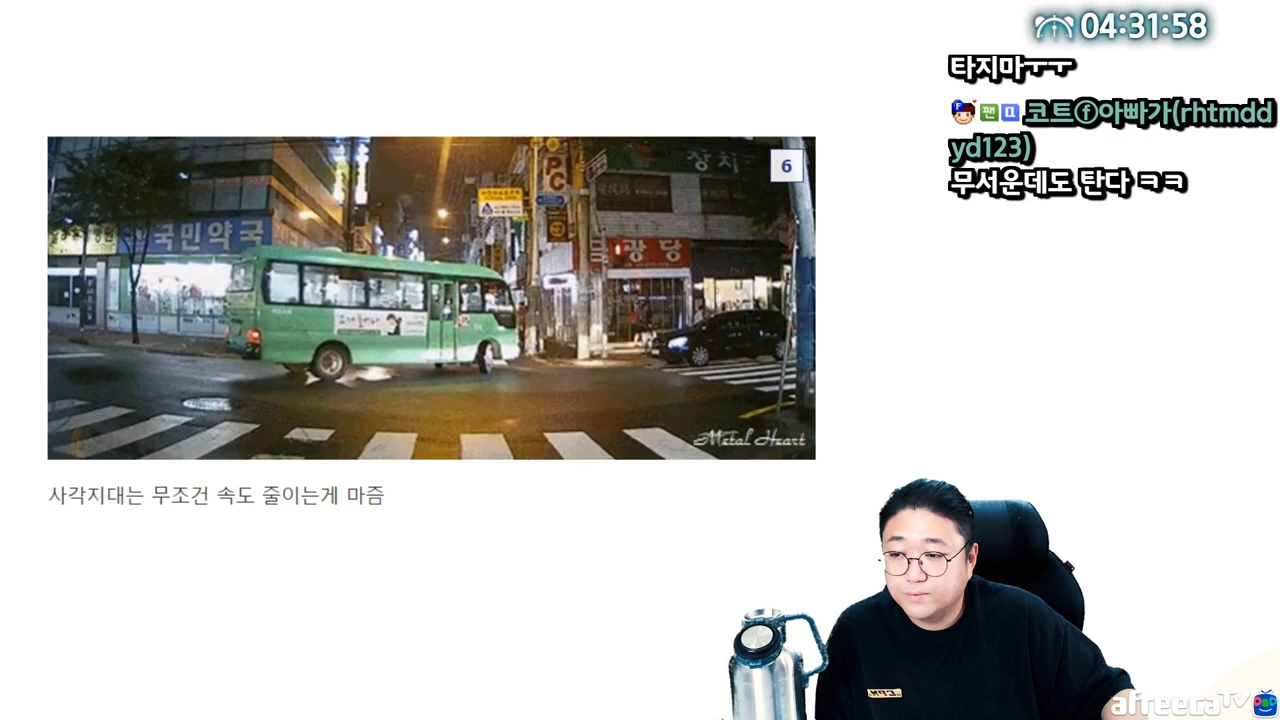 04:31:58
타지마ㅜㅜ
팬 코트ⓕ아빠가(rhtmdd
yd123)
무서운데도 탄다 ㅋㅋ
6
PC
국민약국
광당
Metal Heart
사각지대는 무조건 속도 줄이는게 마즘
afreecaTV